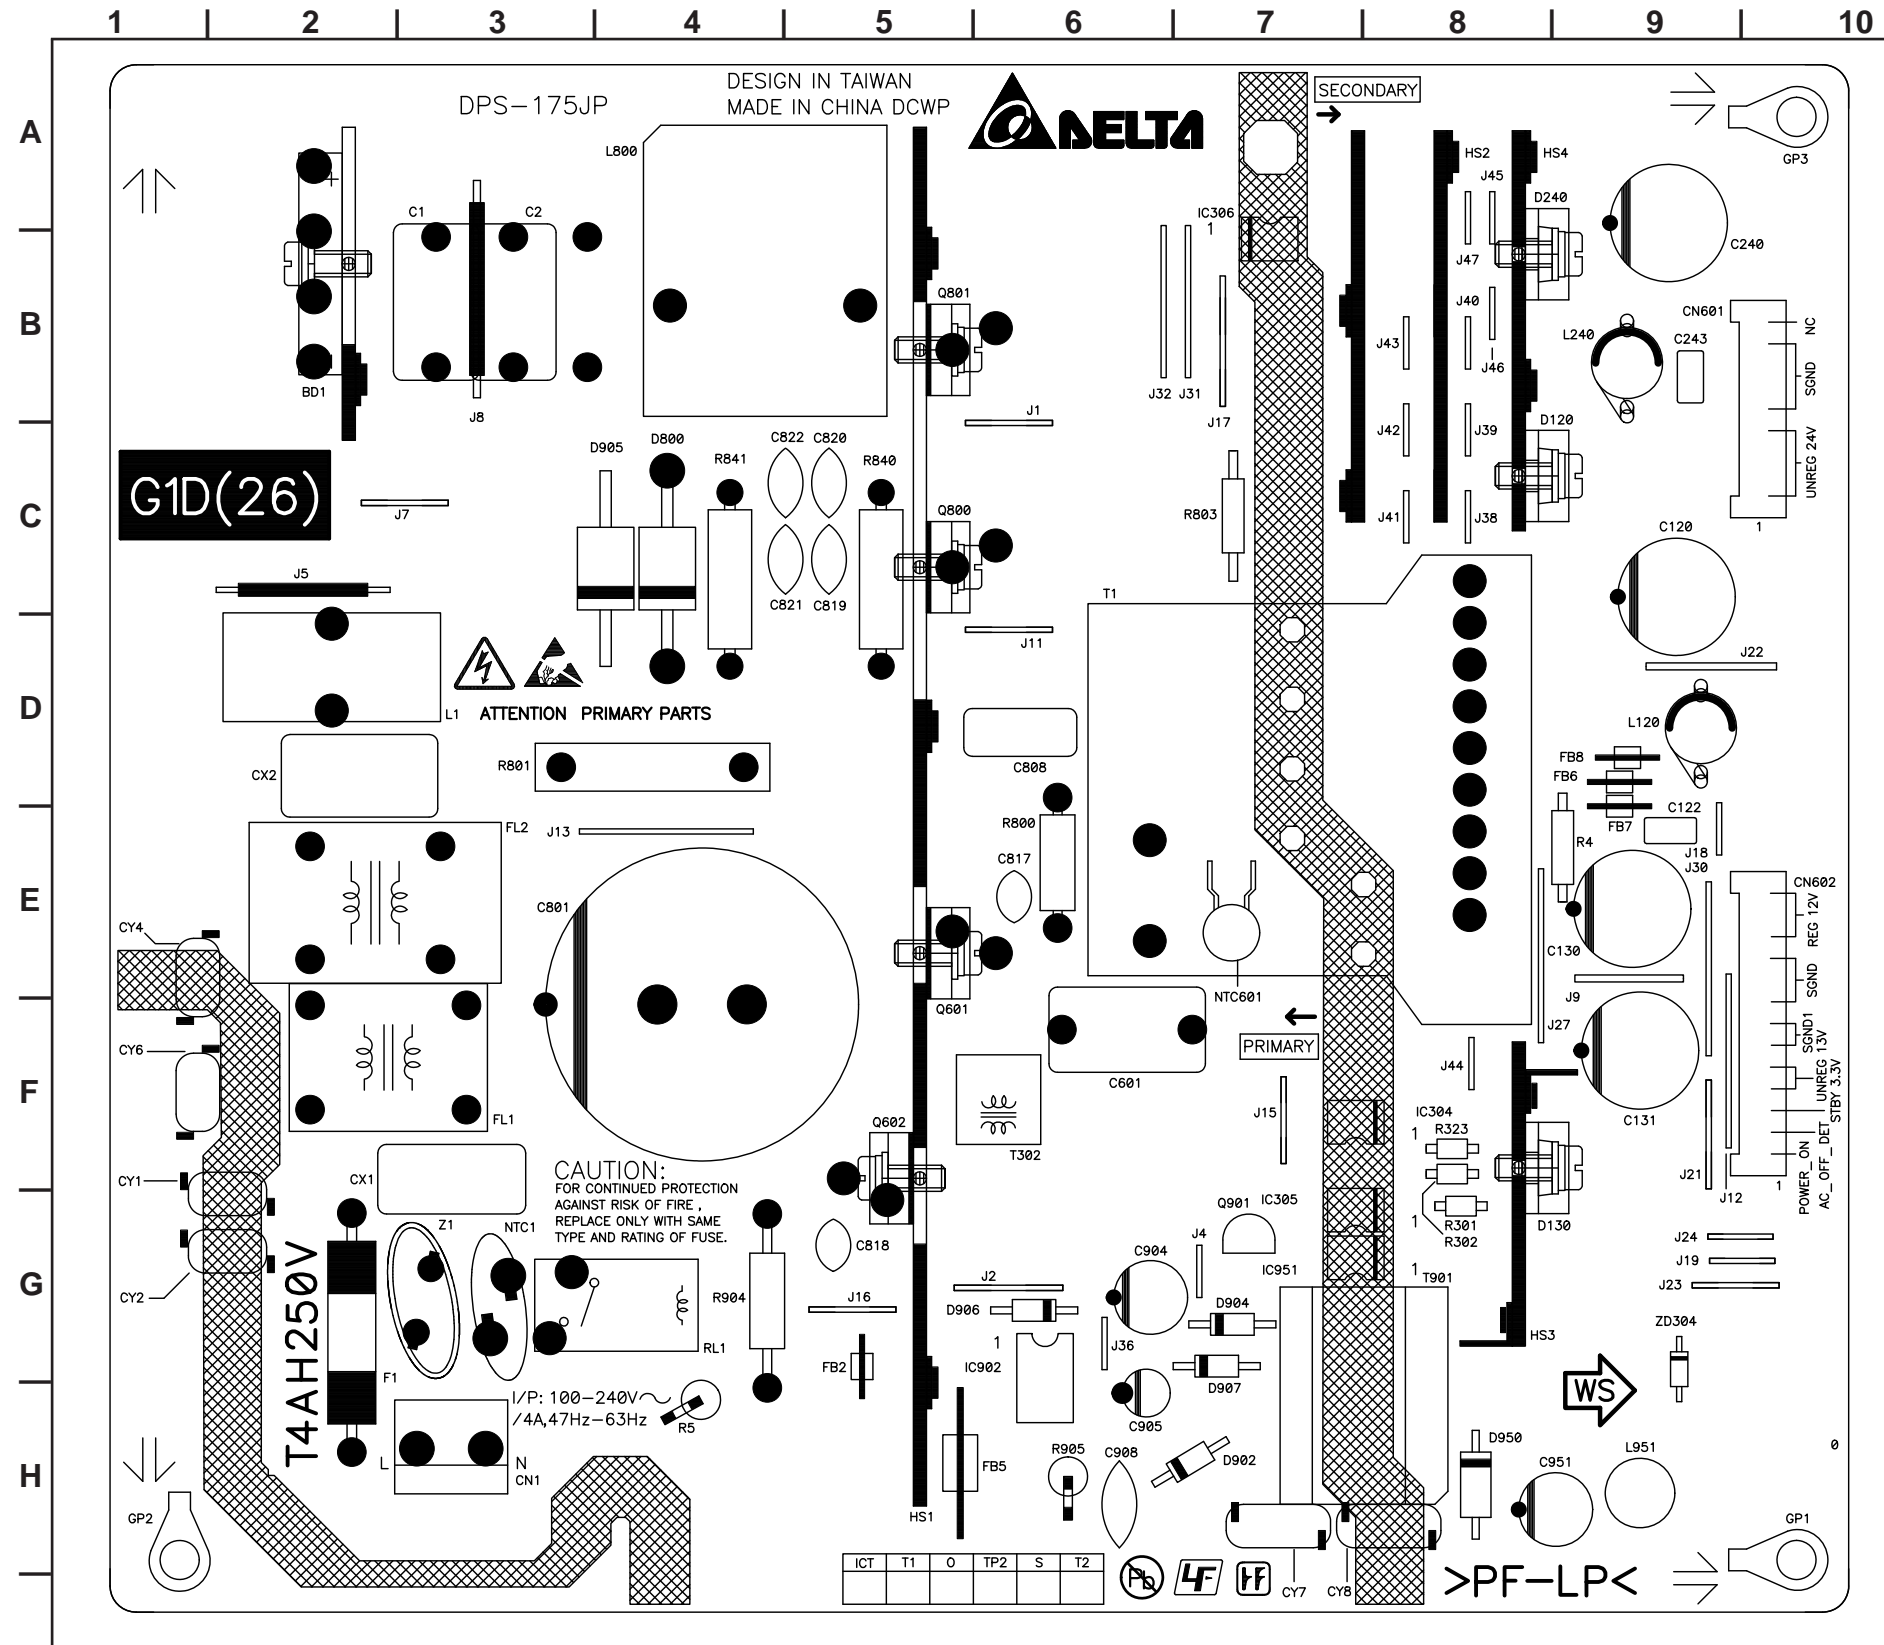 1 2 3 4 5 6 7 8 9 10
A
B
C
D
E
F
G
H
DPS-175JP
DESIGN IN TAIWAN
MADE IN CHINA DCWP
DELTA
SECONDARY
GP3
L800
HS2
HS4
J45
D240
C1
C2
IC306
1
C240
J47
Q801
J40
CN601
NC
L240
C243
J43
J46
SGND
BD1
J8
J32
J31
J17
J1
D120
J42
J39
UNREG 24V
D905
D800
R841
C822
C820
R840
G1D(26)
J7
Q800
R803
J41
J38
C120
1
J5
C821
C819
T1
J11
J22
L1
ATTENTION PRIMARY PARTS
L120
CX2
R801
C808
FB8
FB6
FB7
C122
FL2
J13
R800
R4
C817
J18
J30
CN602
REG 12V
CY4
C801
C130
SGND
NTC601
J9
Q601
J27
SGND1
PRIMARY
CY6
C601
J44
UNREG 13V
STBY 3.3V
FL1
Q602
J15
IC304
1
R323
C131
T302
AC_OFF_DET
POWER_ON
CX1
CAUTION:
FOR CONTINUED PROTECTION
AGAINST RISK OF FIRE ,
REPLACE ONLY WITH SAME
TYPE AND RATING OF FUSE.
CY1
J21
J12
1
Q901
IC305
1
R301
R302
D130
Z1
NTC1
C818
J4
C904
IC951
1
J24
J19
J23
T901
CY2
T4AH250V
R904
J16
J2
D906
D904
1
J36
HS3
ZD304
RL1
FB2
IC902
D907
F1
I/P: 100-240V~
/4A,47Hz-63Hz
R5
C905
WS
L
N
CN1
FB5
R905
C908
D902
D950
C951
L951
0
GP2
HS1
GP1
ICT T1 O TP2 S T2
Pb
LF
CY7
CY8
>PF-LP<